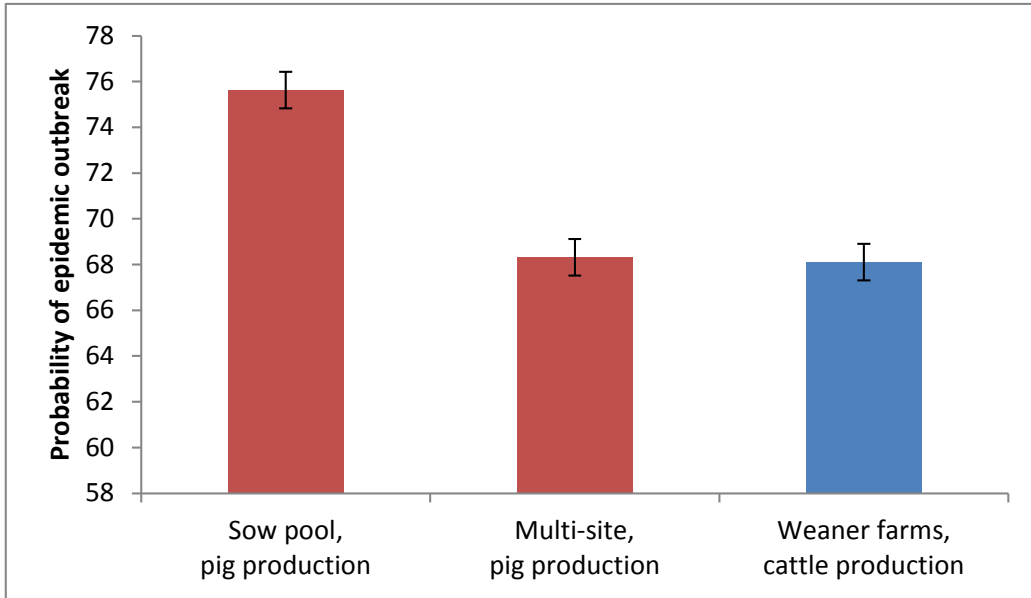 Probability of epidemic outbreak
78
76
74
72
70
68
66
64
62
60
58
Sow pool,
pig production
Multi-site,
pig production
Weaner farms,
cattle production